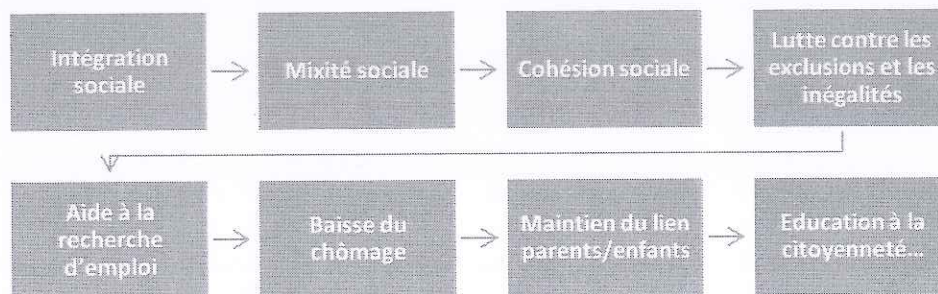 Intégration
sociale
Mixité sociale
Cohésion sociale
Lutte contre les
exclusions et les
inégalités
Aide à la
recherche
d'emploi
Baisse du
chômage
Maintien du lien
parents/enfants
Education à la
citoyenneté...